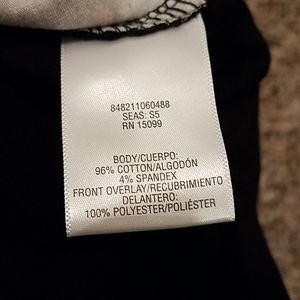 848211060488
SEAS: S5
RN 15099
BODY/CUERPO:
96% COTTON/ALGODÓN
4% SPANDEX
FRONT OVERLAY/RECUBRIMIENTO
DELANTERO:
100% POLYESTER/POLIÉSTER